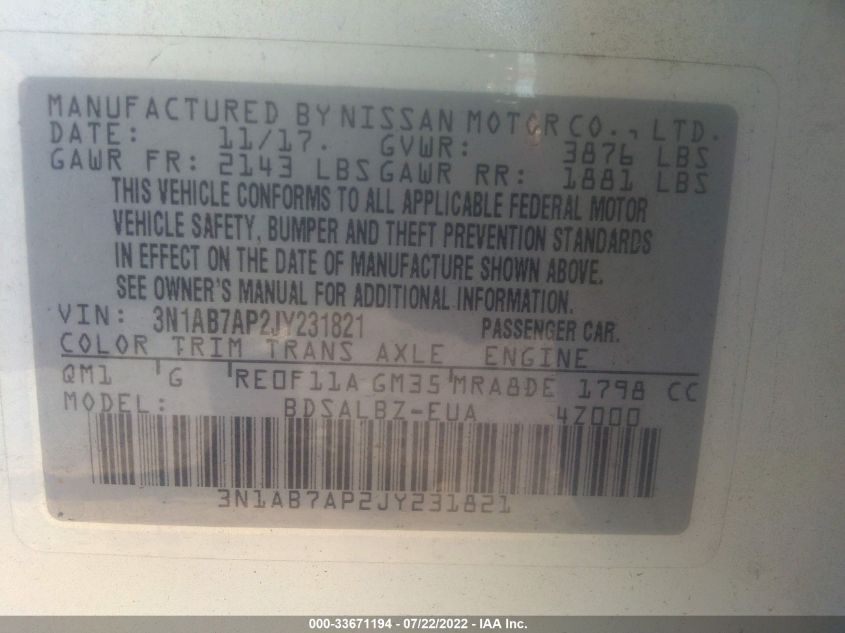 MANUFACTURED BY NISSAN MOTOR CO., LTD.
DATE: 11/17. GVWR: 3876 LBS
GAWR FR: 2143 LBS GAWR RR: 1881 LBS
THIS VEHICLE CONFORMS TO ALL APPLICABLE FEDERAL MOTOR
VEHICLE SAFETY, BUMPER AND THEFT PREVENTION STANDARDS
IN EFFECT ON THE DATE OF MANUFACTURE SHOWN ABOVE.
SEE OWNER'S MANUAL FOR ADDITIONAL INFORMATION.
VIN: 3N1AB7AP2JY231821 PASSENGER CAR.
COLOR TRIM TRANS AXLE ENGINE
QM1 G RE0F11A GM35 MRA8DE 1798 CC
MODEL: BDSALBZ-EUA 4Z000
3N1AB7AP2JY231821
000-33671194 - 07/22/2022 - IAA Inc.